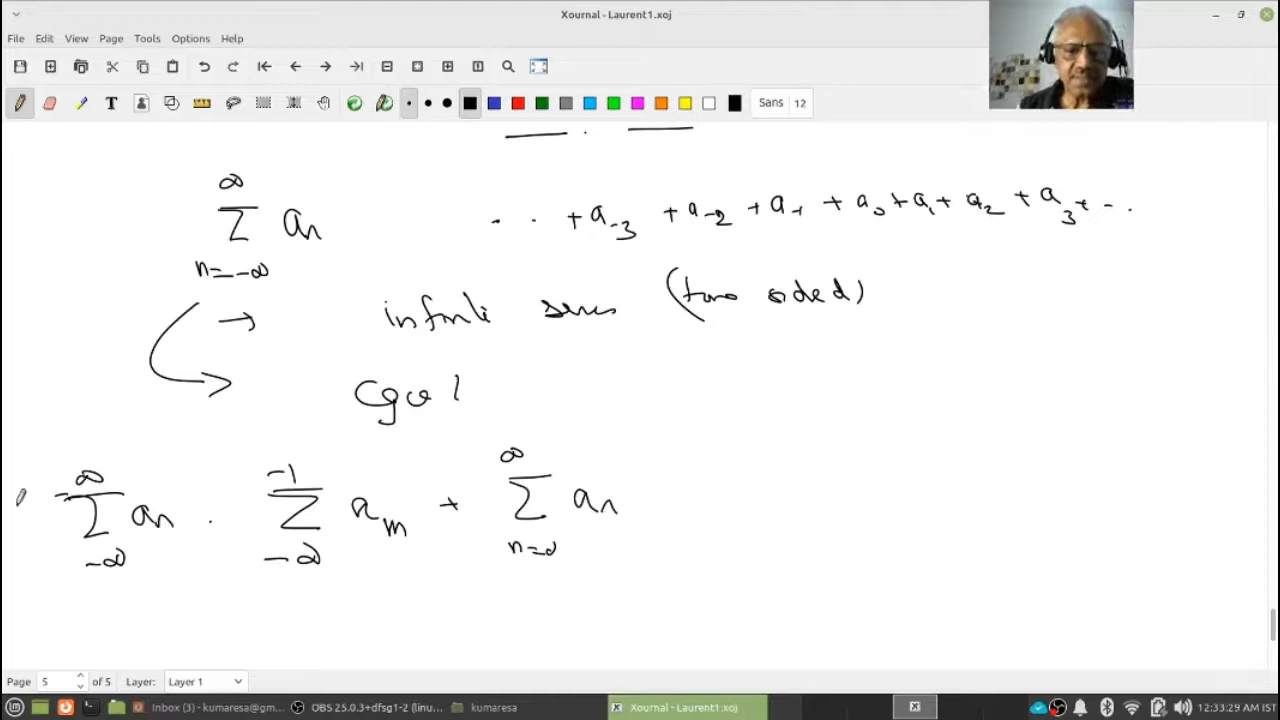 Xournal - Laurent1.xoj
File Edit View Page Tools Options Help
Sans 12
∞
Σ aₙ
n=-∞
.. + a₋₃ + a₋₂ + a₋₁ + a₀ + a₁ + a₂ + a₃ + ...
→ infinite series (two sided)
Goal
∞ -1 ∞
Σ aₙ . Σ aₘ + Σ aₙ
-∞ -∞ n=0
Page 5 of 5 Layer: Layer 1
Inbox (3) - kumaresa@gm... OBS 25.0.3+dfsg1-2 (linu... kumaresa Xournal - Laurent1.xoj 12:33:29 AM IST